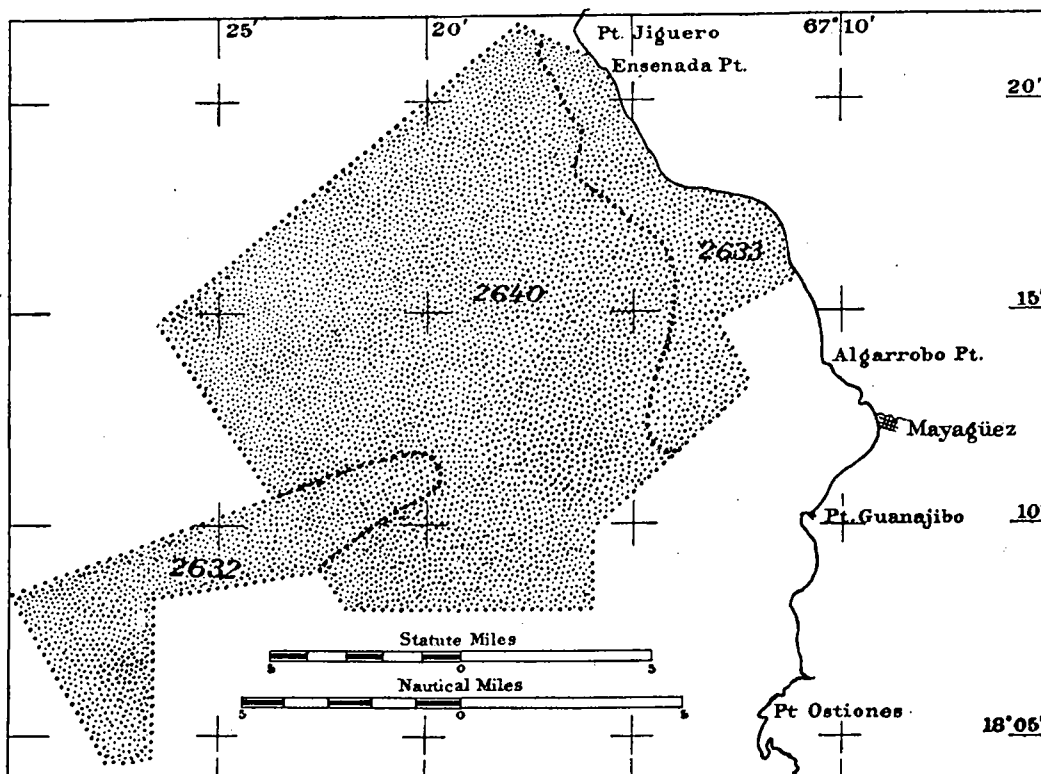 25'
20'
67°10'
Pt. Jiguero
Ensenada Pt.
20'
2633
2640
15'
Algarrobo Pt.
Mayagüez
10'
Pt. Guanajibo
2632
Statute Miles
5 0 5
Nautical Miles
5 0 5
Pt Ostiones
18°05'